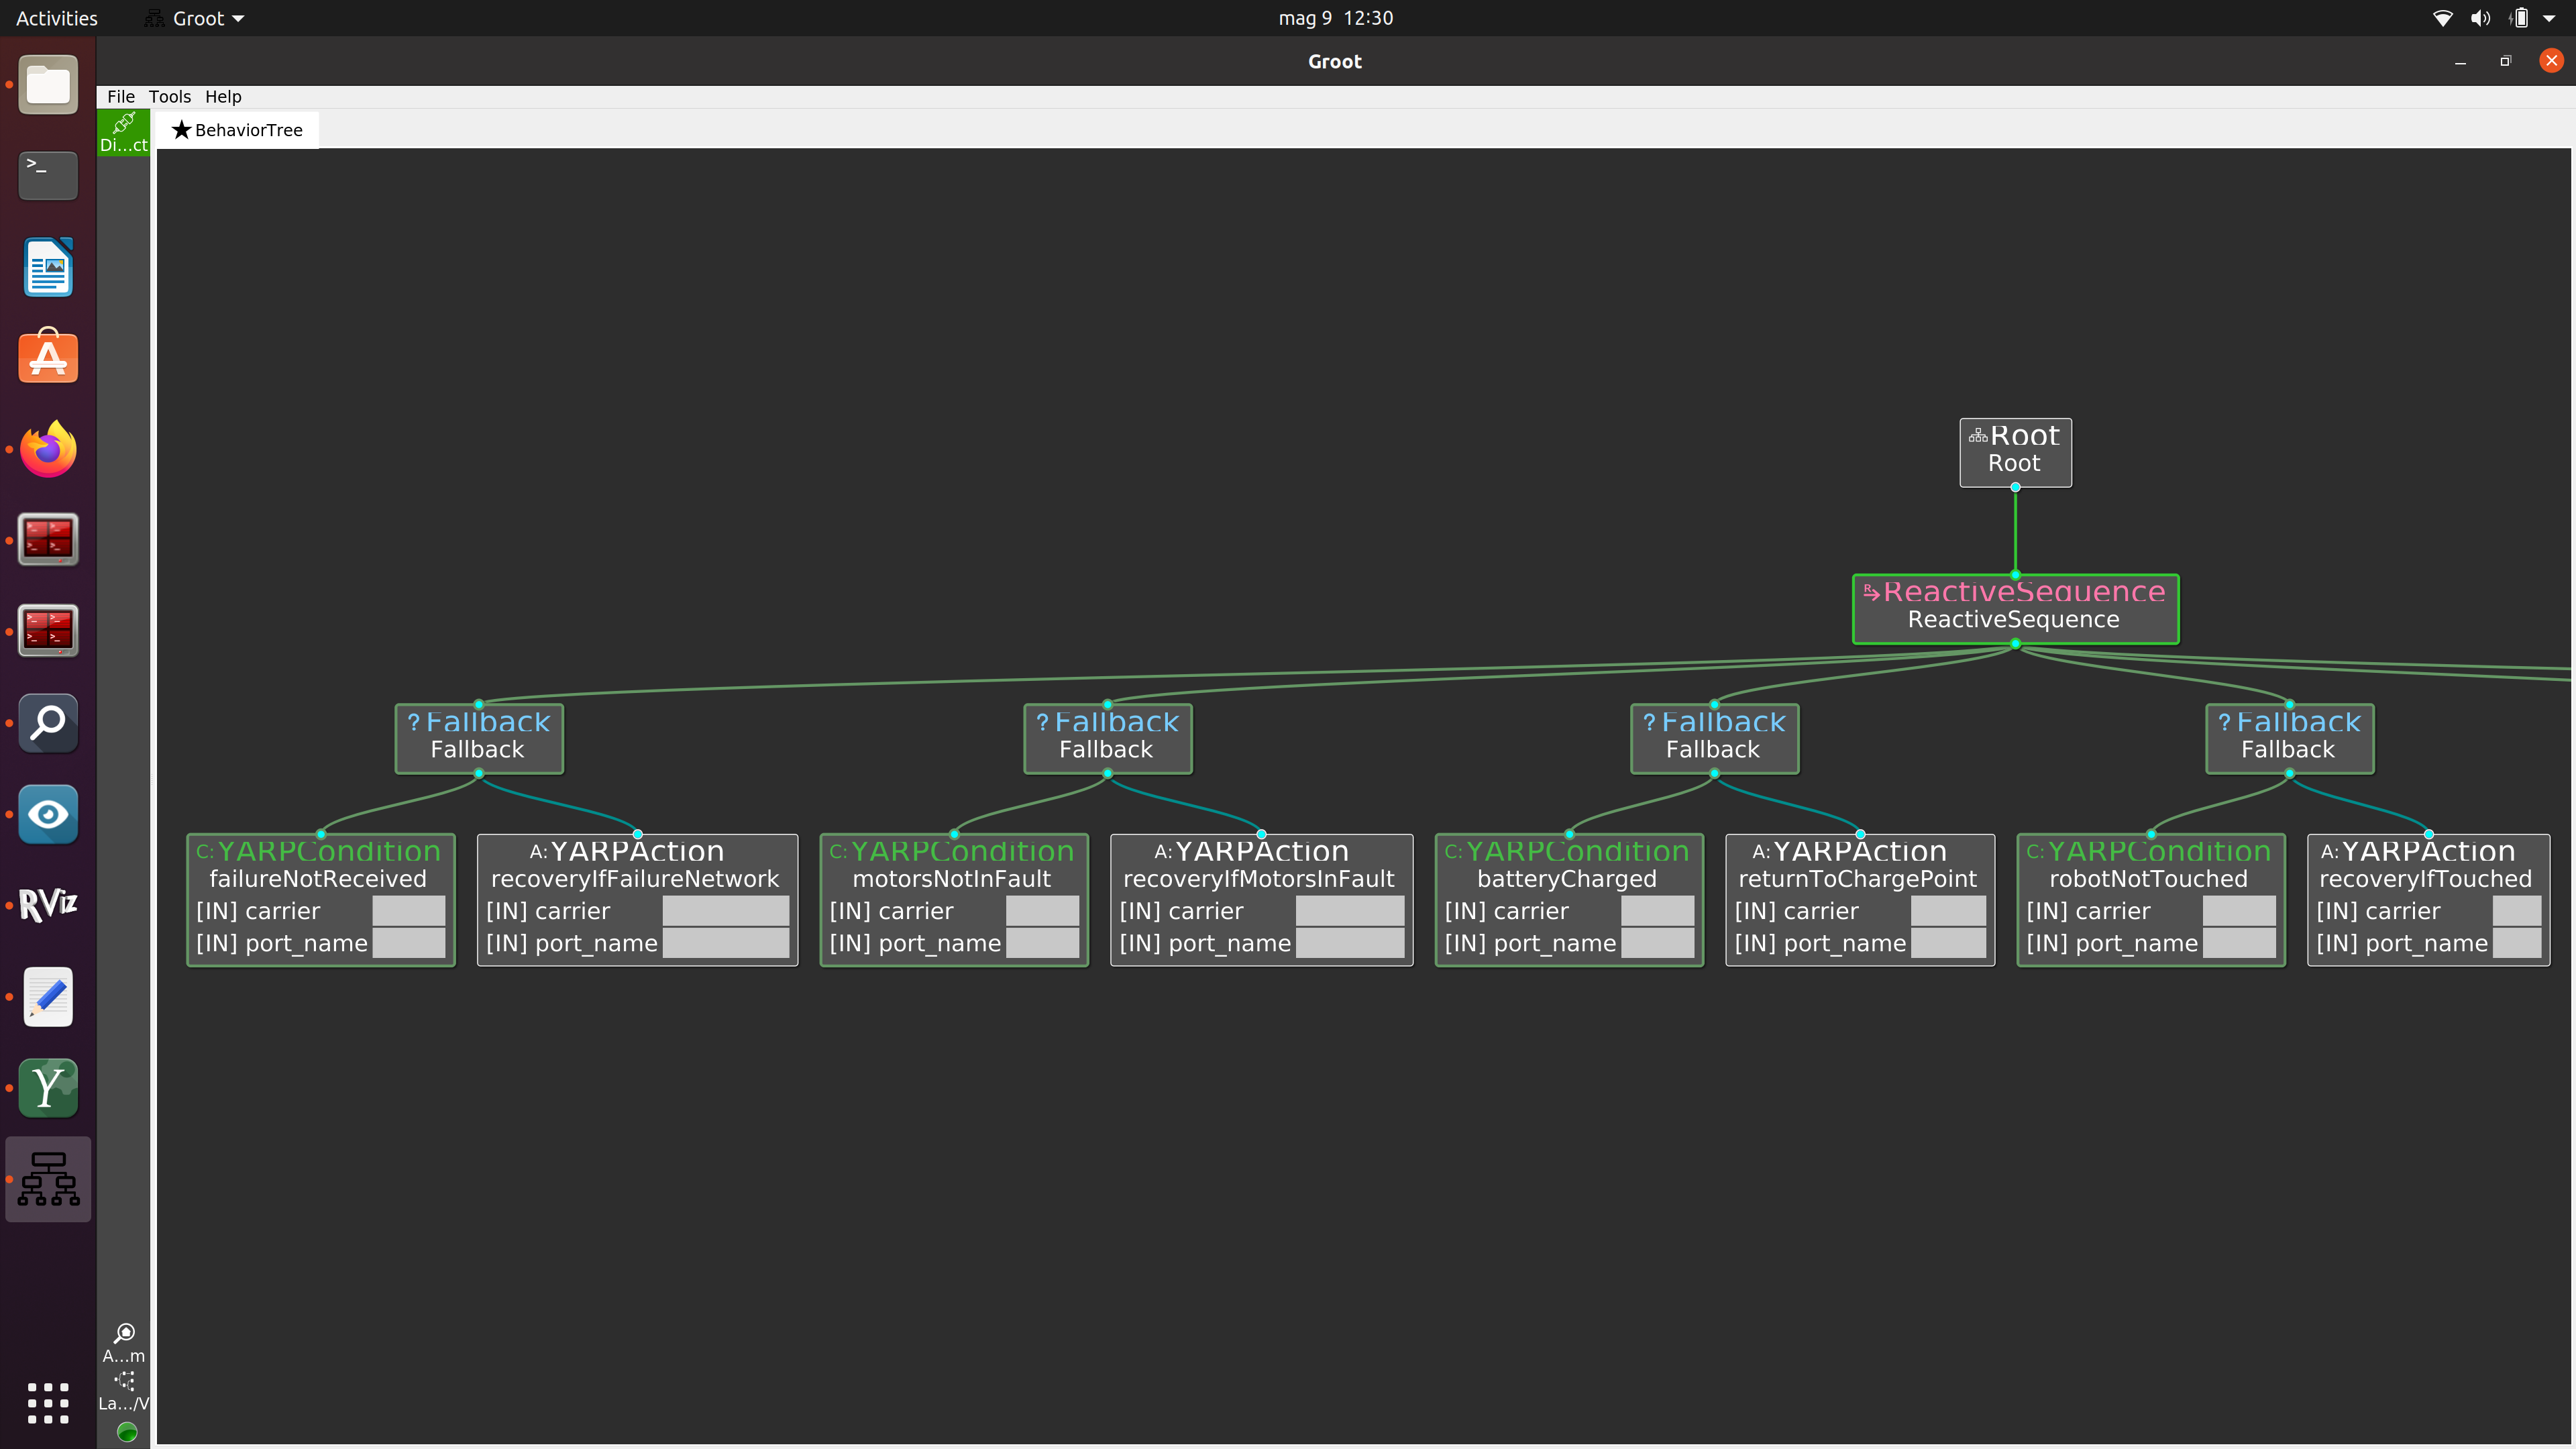 Activities
Groot
mag 9 12:30
Groot
File Tools Help
Di...ct
BehaviorTree
Root
Root
ReactiveSequence
ReactiveSequence
? Fallback
Fallback
? Fallback
Fallback
? Fallback
Fallback
? Fallback
Fallback
C: YARPCondition
failureNotReceived
[IN] carrier
[IN] port_name
A: YARPAction
recoveryIfFailureNetwork
[IN] carrier
[IN] port_name
C: YARPCondition
motorsNotInFault
[IN] carrier
[IN] port_name
A: YARPAction
recoveryIfMotorsInFault
[IN] carrier
[IN] port_name
C: YARPCondition
batteryCharged
[IN] carrier
[IN] port_name
A: YARPAction
returnToChargePoint
[IN] carrier
[IN] port_name
C: YARPCondition
robotNotTouched
[IN] carrier
[IN] port_name
A: YARPAction
recoveryIfTouched
[IN] carrier
[IN] port_name
RViz
Y
A...m
La.../V